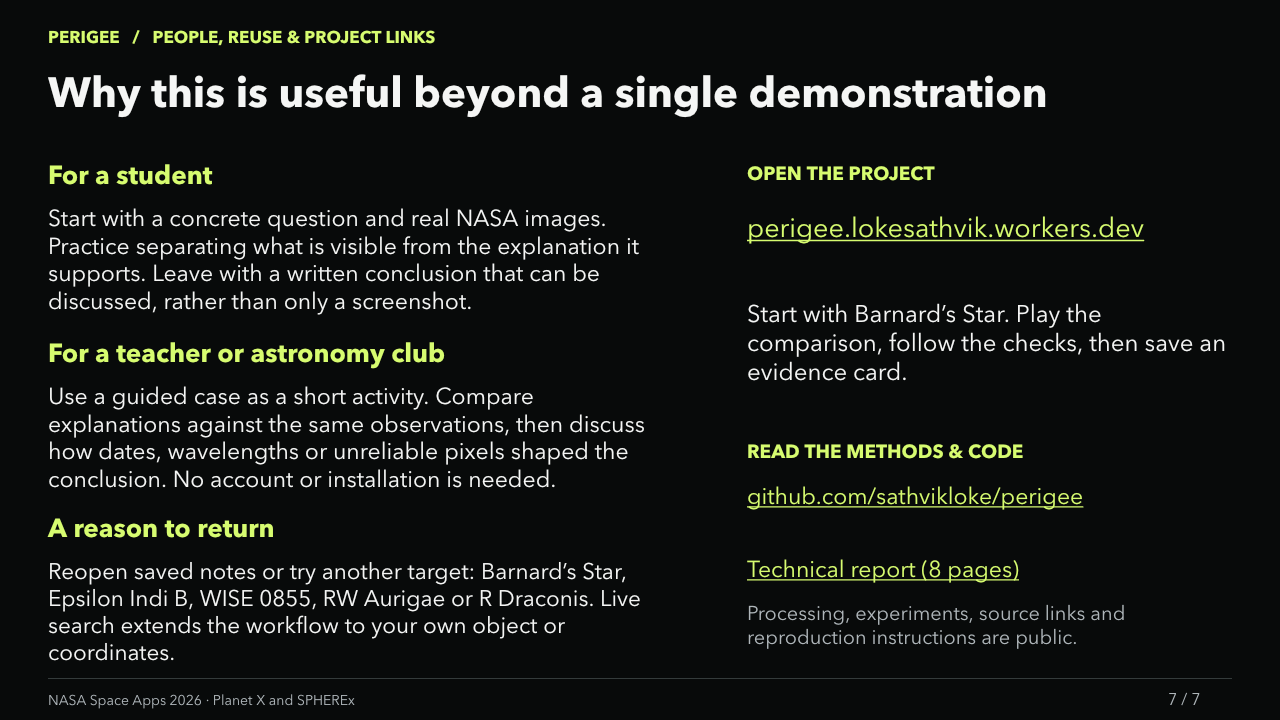 PERIGEE / PEOPLE, REUSE & PROJECT LINKS
Why this is useful beyond a single demonstration
For a student
Start with a concrete question and real NASA images.
Practice separating what is visible from the explanation it
supports. Leave with a written conclusion that can be
discussed, rather than only a screenshot.
For a teacher or astronomy club
Use a guided case as a short activity. Compare
explanations against the same observations, then discuss
how dates, wavelengths or unreliable pixels shaped the
conclusion. No account or installation is needed.
A reason to return
Reopen saved notes or try another target: Barnard’s Star,
Epsilon Indi B, WISE 0855, RW Aurigae or R Draconis. Live
search extends the workflow to your own object or
coordinates.
OPEN THE PROJECT
perigee.lokesathvik.workers.dev
Start with Barnard’s Star. Play the
comparison, follow the checks, then save an
evidence card.
READ THE METHODS & CODE
github.com/sathvikloke/perigee
Technical report (8 pages)
Processing, experiments, source links and
reproduction instructions are public.
NASA Space Apps 2026 · Planet X and SPHEREx
7 / 7